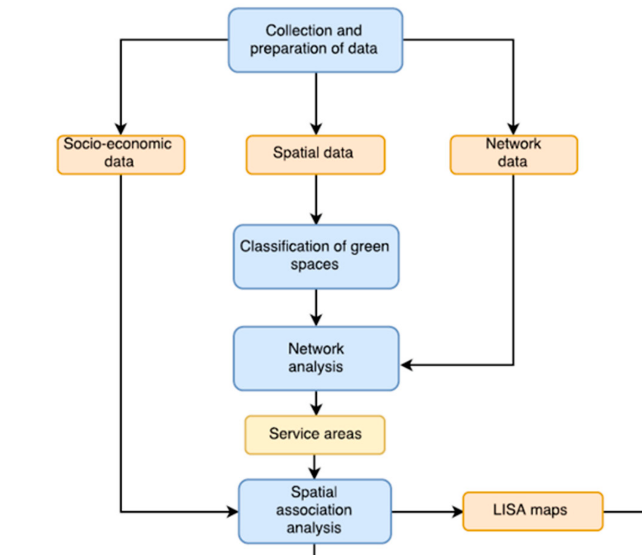 Collection and
preparation of data
Socio-economic
data
Spatial data
Network
data
Classification of green
spaces
Network
analysis
Service areas
Spatial
association
analysis
LISA maps